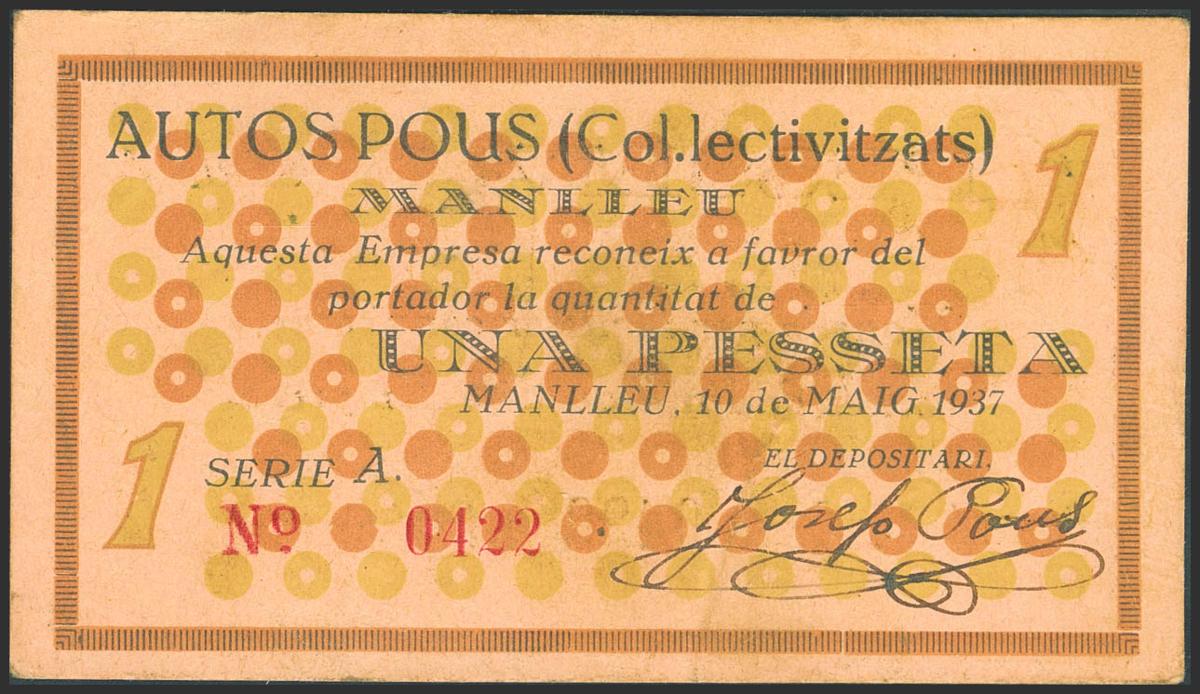 AUTOS POUS (Col.lectivitzats)
1
MANLLEU
Aquesta Empresa reconeix a favror del
portador la quantitat de
UNA PESSETA
MANLLEU, 10 de MAIG 1937
1
SERIE A.
EL DEPOSITARI,
Nº 0422
Josep Pous